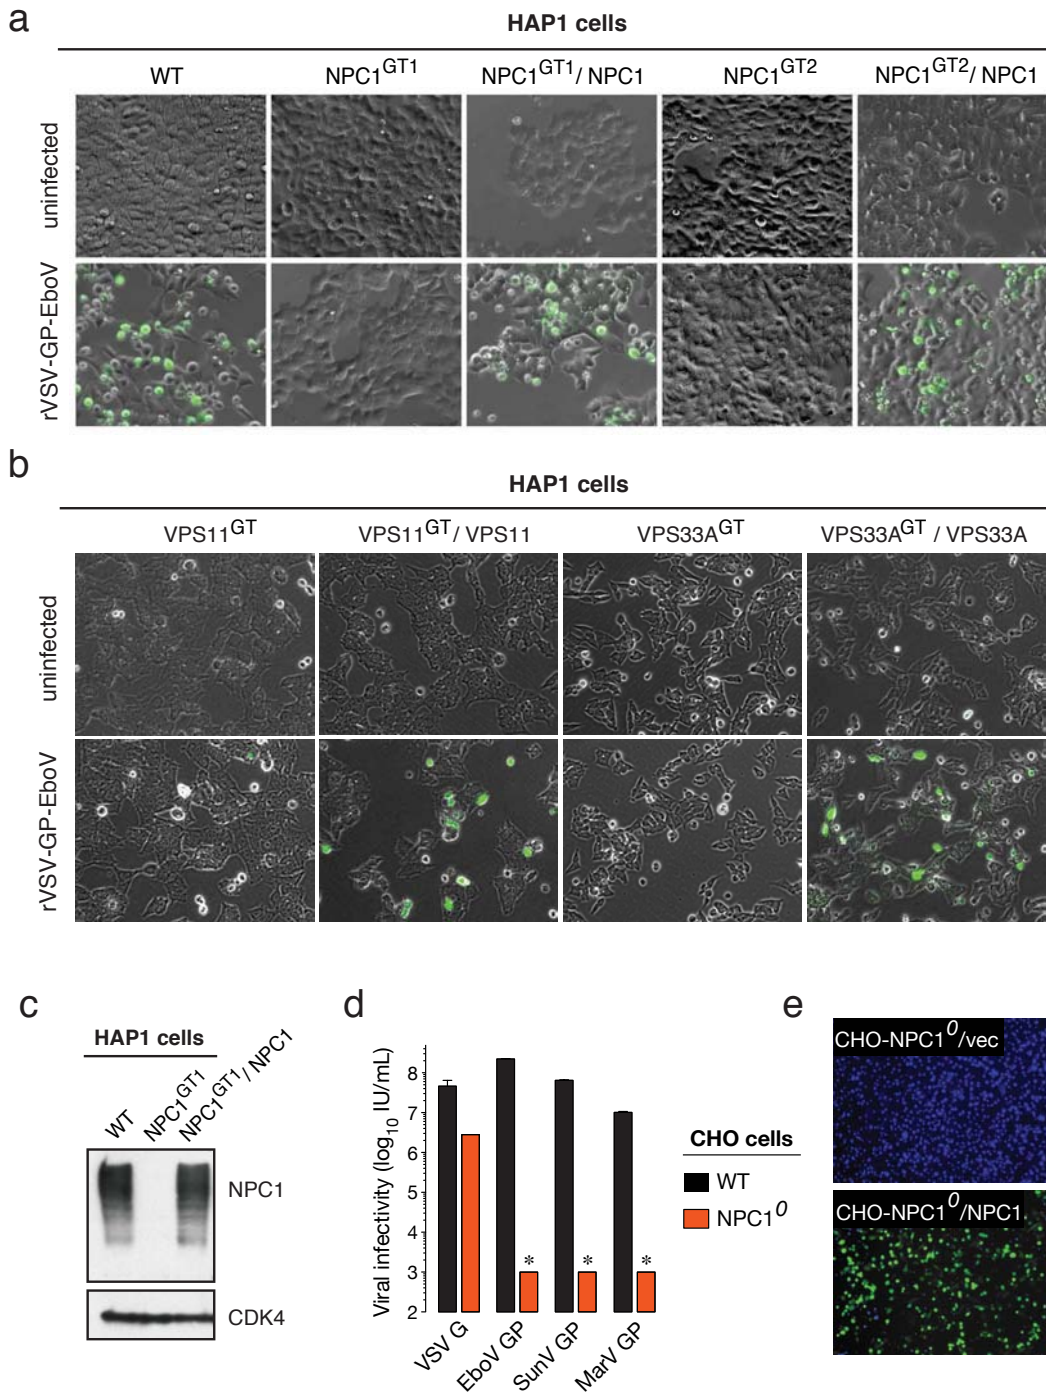 a
HAP1 cells
WT NPC1GT1 NPC1GT1/ NPC1 NPC1GT2 NPC1GT2/ NPC1
uninfected
rVSV-GP-EboV
b
HAP1 cells
VPS11GT VPS11GT/ VPS11 VPS33AGT VPS33AGT / VPS33A
uninfected
rVSV-GP-EboV
c
HAP1 cells
WT NPC1GT1 NPC1GT1/ NPC1
NPC1
CDK4
d
Viral infectivity (log10 IU/mL)
8
7
6
5
4
3
2
* * *
VSV G EboV GP SunV GP MarV GP
CHO cells
WT
NPC10
e
CHO-NPC10/vec
CHO-NPC10/NPC1